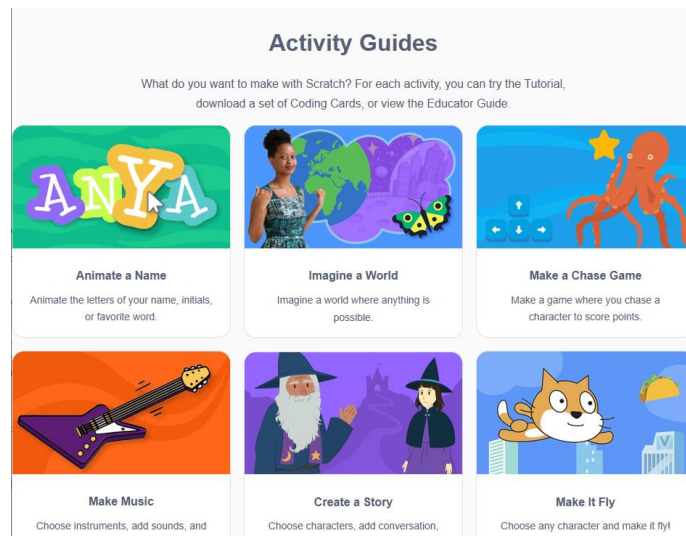 Activity Guides
What do you want to make with Scratch? For each activity, you can try the Tutorial,
download a set of Coding Cards, or view the Educator Guide.
ANYA
Animate a Name
Animate the letters of your name, initials,
or favorite word.
Imagine a World
Imagine a world where anything is
possible.
Make a Chase Game
Make a game where you chase a
character to score points.
Make Music
Choose instruments, add sounds, and
Create a Story
Choose characters, add conversation,
Make It Fly
Choose any character and make it fly!